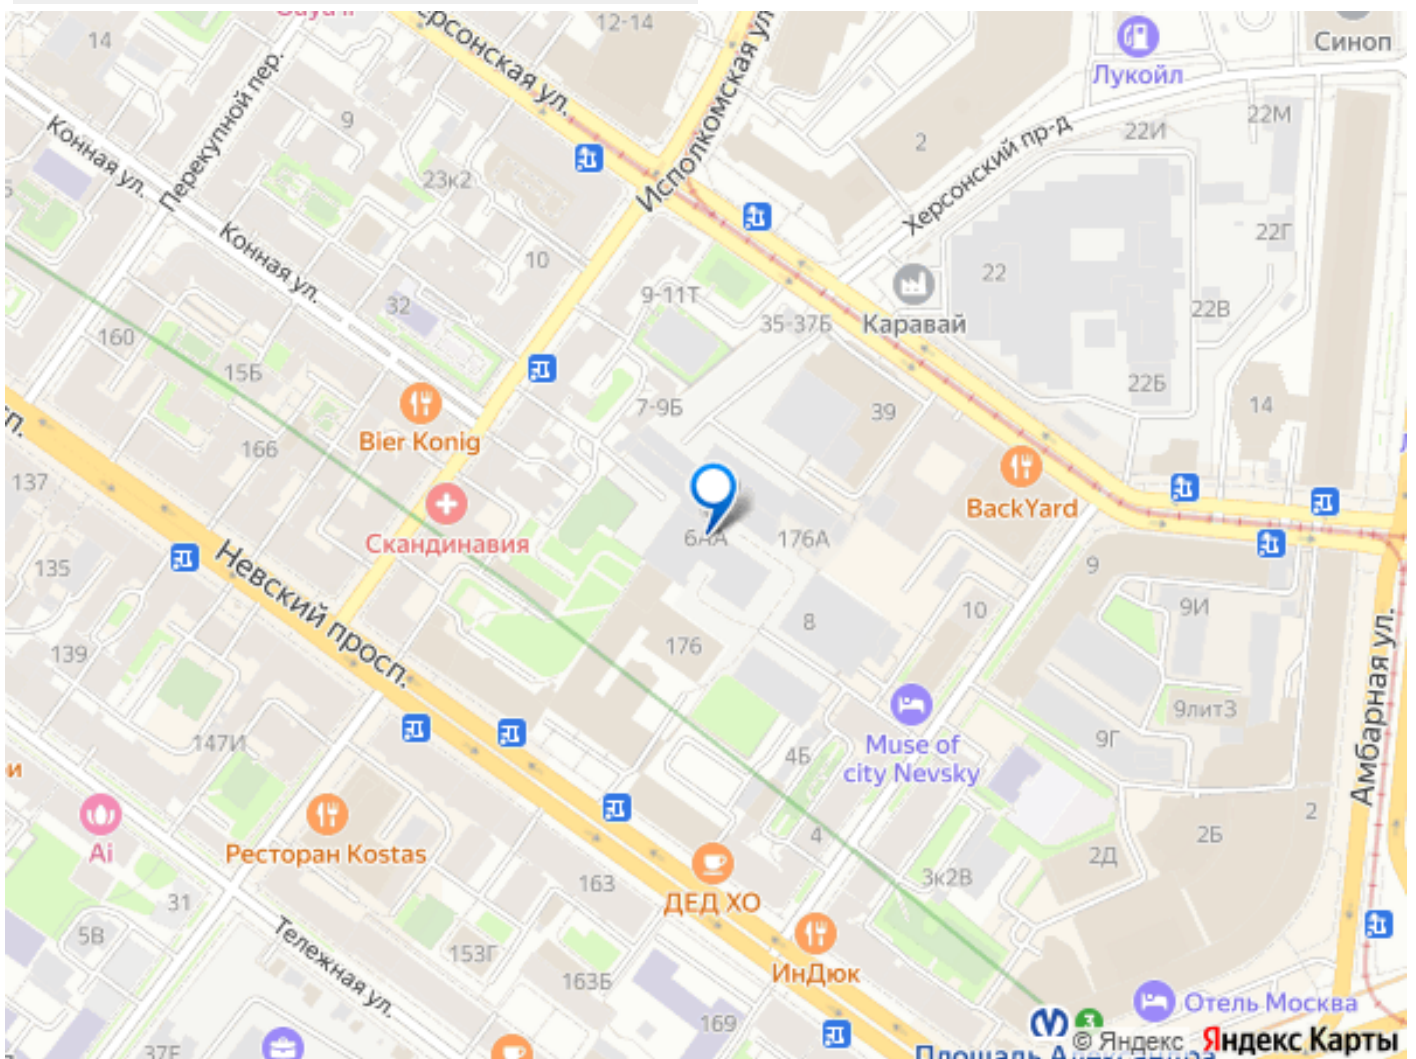 12-14
Херсонская ул.
Исполкомская ул.
14
Перекупной пер.
9
Конная ул.
23к2
Лукойл
Синоп
22М
22И
2
Херсонский пр-д
22Г
Конная ул.
10
32
9-11Т
35-37Б
Каравай
22
22В
160
15Б
7-9Б
39
22Б
14
Bier Konig
166
137
BackYard
Скандинавия
6АА
176А
135
Невский просп.
9
10
9И
8
176
139
9лит3
147И
4Б
Muse of
city Nevsky
9Г
Амбарная ул.
Ai
Ресторан Kostas
4
2
2Б
2Д
3к2В
163
ДЕД ХО
31
5В
Тележная ул.
153Г
163Б
ИнДюк
169
Отель Москва
3
37Е
© Яндекс Яндекс Карты